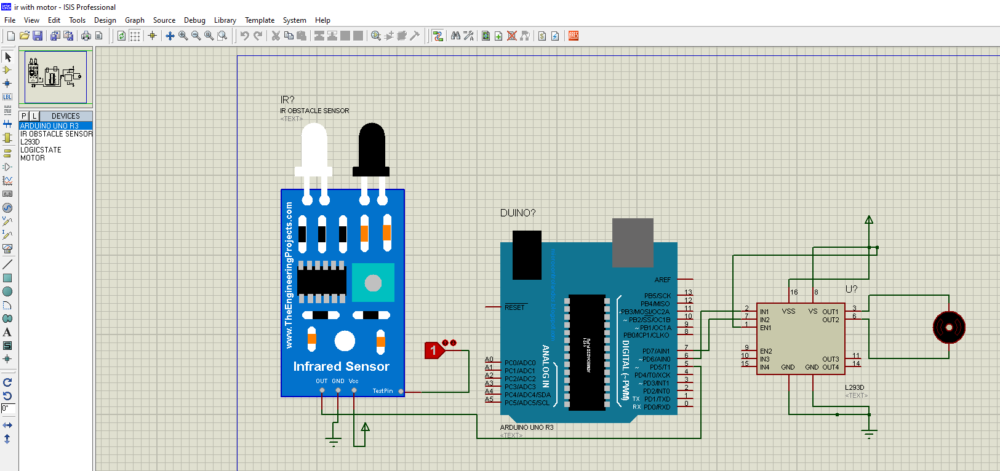 ir with motor - ISIS Professional
File View Edit Tools Design Graph Source Debug Library Template System Help
P L DEVICES
ARDUINO UNO R3
IR OBSTACLE SENSOR
L293D
LOGICSTATE
MOTOR
LBL
A
S
0°
ARES
IR?
IR OBSTACLE SENSOR
<TEXT>
www.TheEngineeringProjects.com
Infrared Sensor
OUT GND Vcc
TestPin
1
DUINO?
RESET
AREF
PB5/SCK 13
PB4/MISO 12
~PB3/MOSI/OC2A 11
~ PB2/SS/OC1B 10
~ PB1/OC1A 9
PB0/ICP1/CLKO 8
PD7/AIN1 7
~ PD6/AIN0 6
~ PD5/T1 5
PD4/T0/XCK 4
~ PD3/INT1 3
PD2/INT0 2
TX PD1/TXD 1
RX PD0/RXD 0
DIGITAL (~PWM)
ANALOG IN
1121
A0 PC0/ADC0
A1 PC1/ADC1
A2 PC2/ADC2
A3 PC3/ADC3
A4 PC4/ADC4/SDA
A5 PC5/ADC5/SCL
ARDUINO UNO R3
<TEXT>
U?
16 8
VSS VS
2 IN1
7 IN2
1 EN1
9 EN2
10 IN3
15 IN4
OUT1 3
OUT2 6
OUT3 11
OUT4 14
GND GND
L293D
<TEXT>